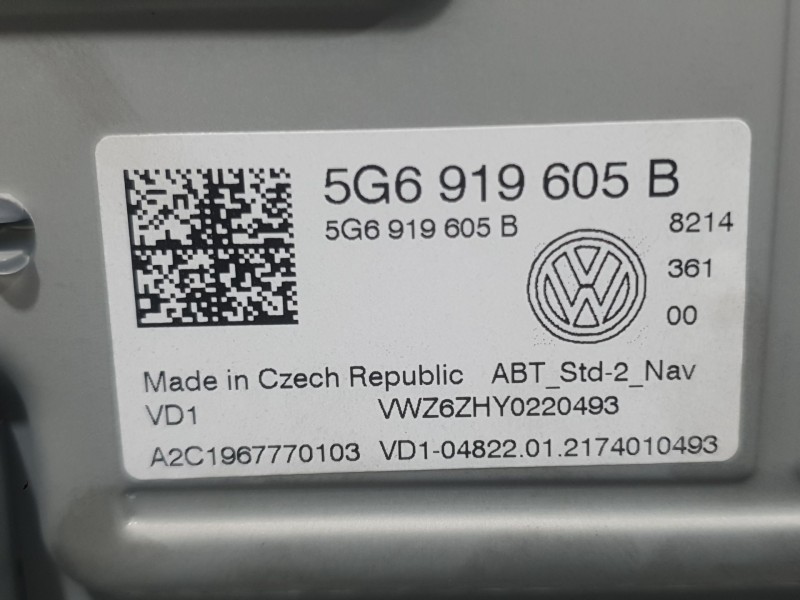 5G6 919 605 B
5G6 919 605 B
8214
361
00
Made in Czech Republic ABT_Std-2_Nav
VD1 VWZ6ZHY0220493
A2C1967770103 VD1-04822.01.2174010493